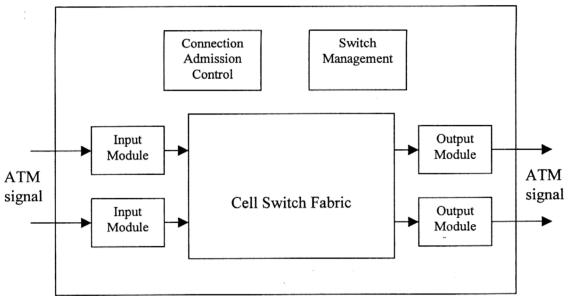 Connection
Admission
Control
Switch
Management
Input
Module
Output
Module
ATM
signal
Cell Switch Fabric
ATM
signal
Input
Module
Output
Module